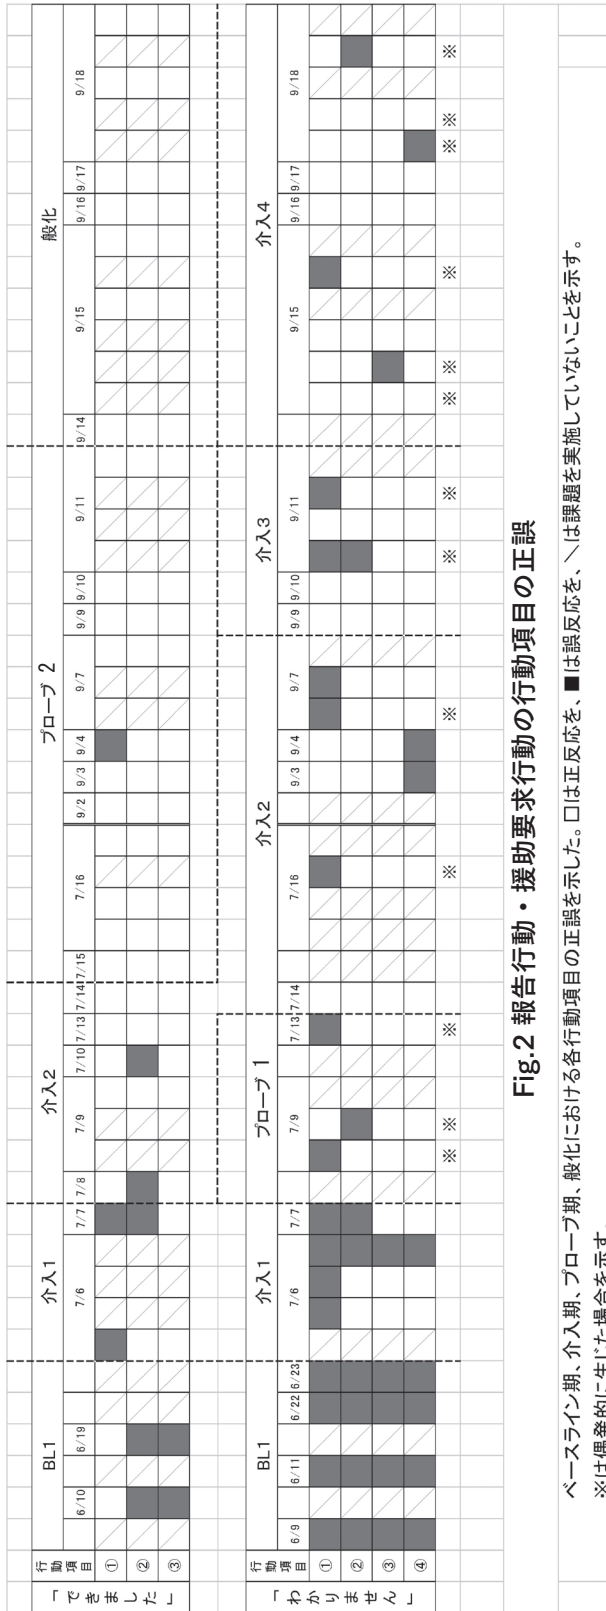 「できました」
行動項目
BL1
介入1
介入2
プローブ 2
般化
6/10
6/19
7/6
7/7
7/8
7/9
7/10
7/13
7/14
7/15
7/16
9/2
9/3
9/4
9/7
9/9
9/10
9/11
9/14
9/15
9/16
9/17
9/18
①
②
③
「わかりません」
行動項目
BL1
介入1
プローブ 1
介入2
介入3
介入4
6/9
6/11
6/22
6/23
7/6
7/7
7/9
7/13
7/14
7/16
9/3
9/4
9/7
9/9
9/10
9/11
9/15
9/16
9/17
9/18
①
②
③
④
※ ※ ※ ※ ※ ※ ※ ※ ※ ※ ※ ※ ※
Fig.2 報告行動・援助要求行動の行動項目の正誤
ベースライン期、介入期、プローブ期、般化における各行動項目の正誤を示した。□は正反応を、■は誤反応を、＼は課題を実施していないことを示す。
※は偶発的に生じた場合を示す。